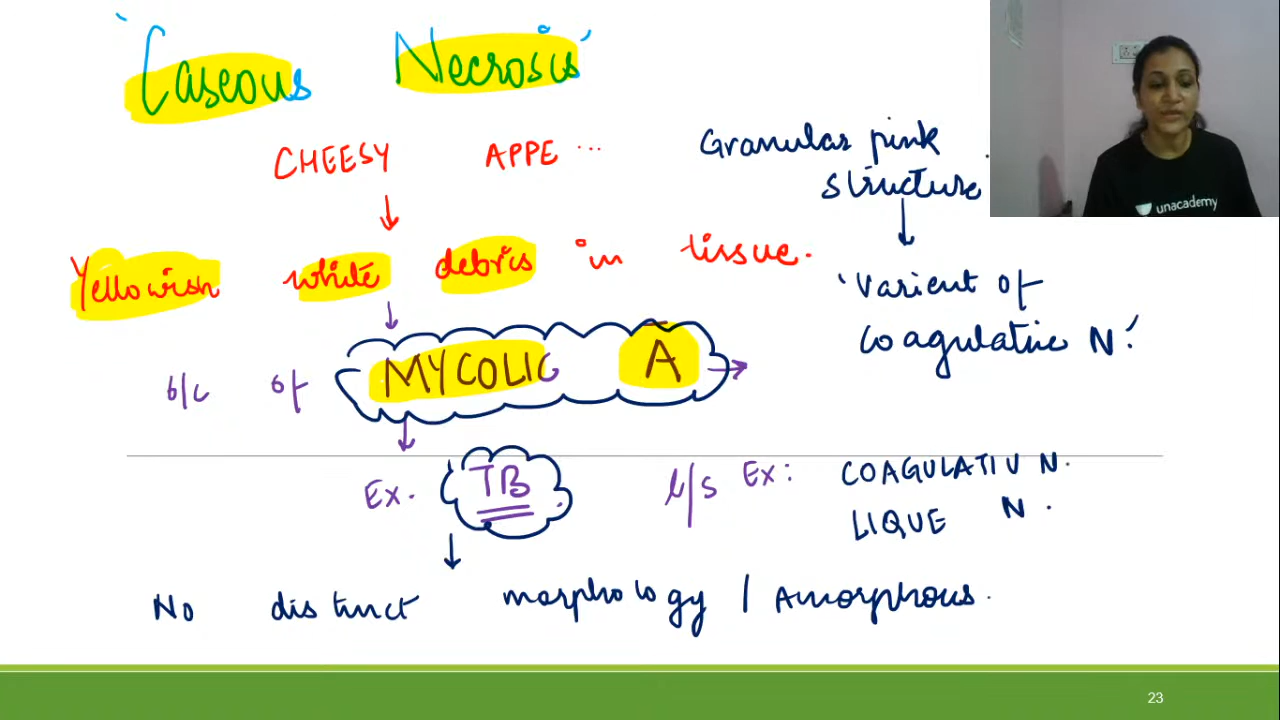 'Caseous Necrosis'
CHEESY APPE ...
Granular pink
structure
unacademy
Yellowish white debris in tissue.
'Varient of
Coagulative N.'
b/c of MYCOLIC A
Ex. TB
l/s Ex: COAGULATIV N.
LIQUE N.
No distinct morphology / Amorphous.
23